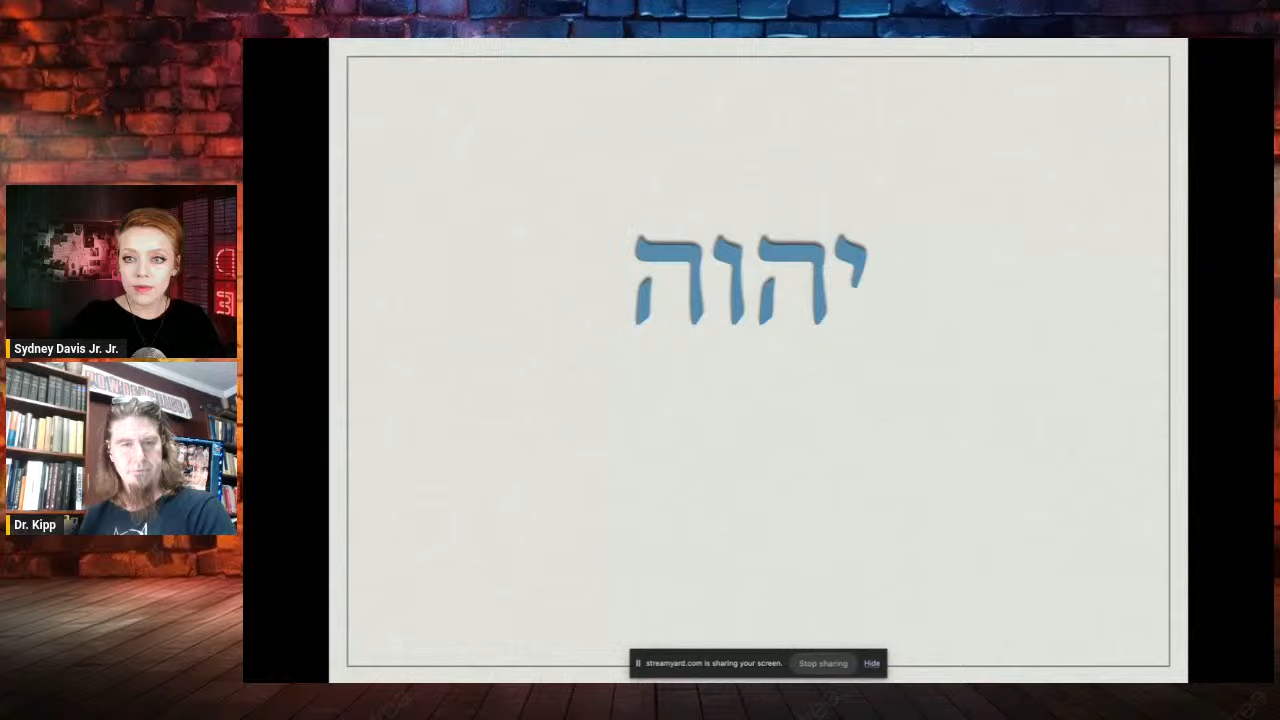 יהוה
Sydney Davis Jr. Jr.
Dr. Kipp
streamyard.com is sharing your screen. Stop sharing Hide